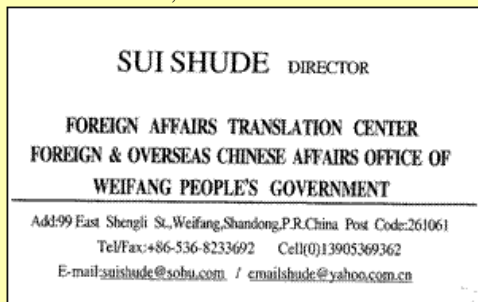 SUI SHUDE DIRECTOR
FOREIGN AFFAIRS TRANSLATION CENTER
FOREIGN & OVERSEAS CHINESE AFFAIRS OFFICE OF
WEIFANG PEOPLE'S GOVERNMENT
Add:99 East Shengli St.,Weifang,Shandong,P.R.China Post Code:261061
Tel/Fax:+86-536-8233692 Cell(0)13905369362
E-mail:suishude@sohu.com / emailshude@yahoo.com.cn